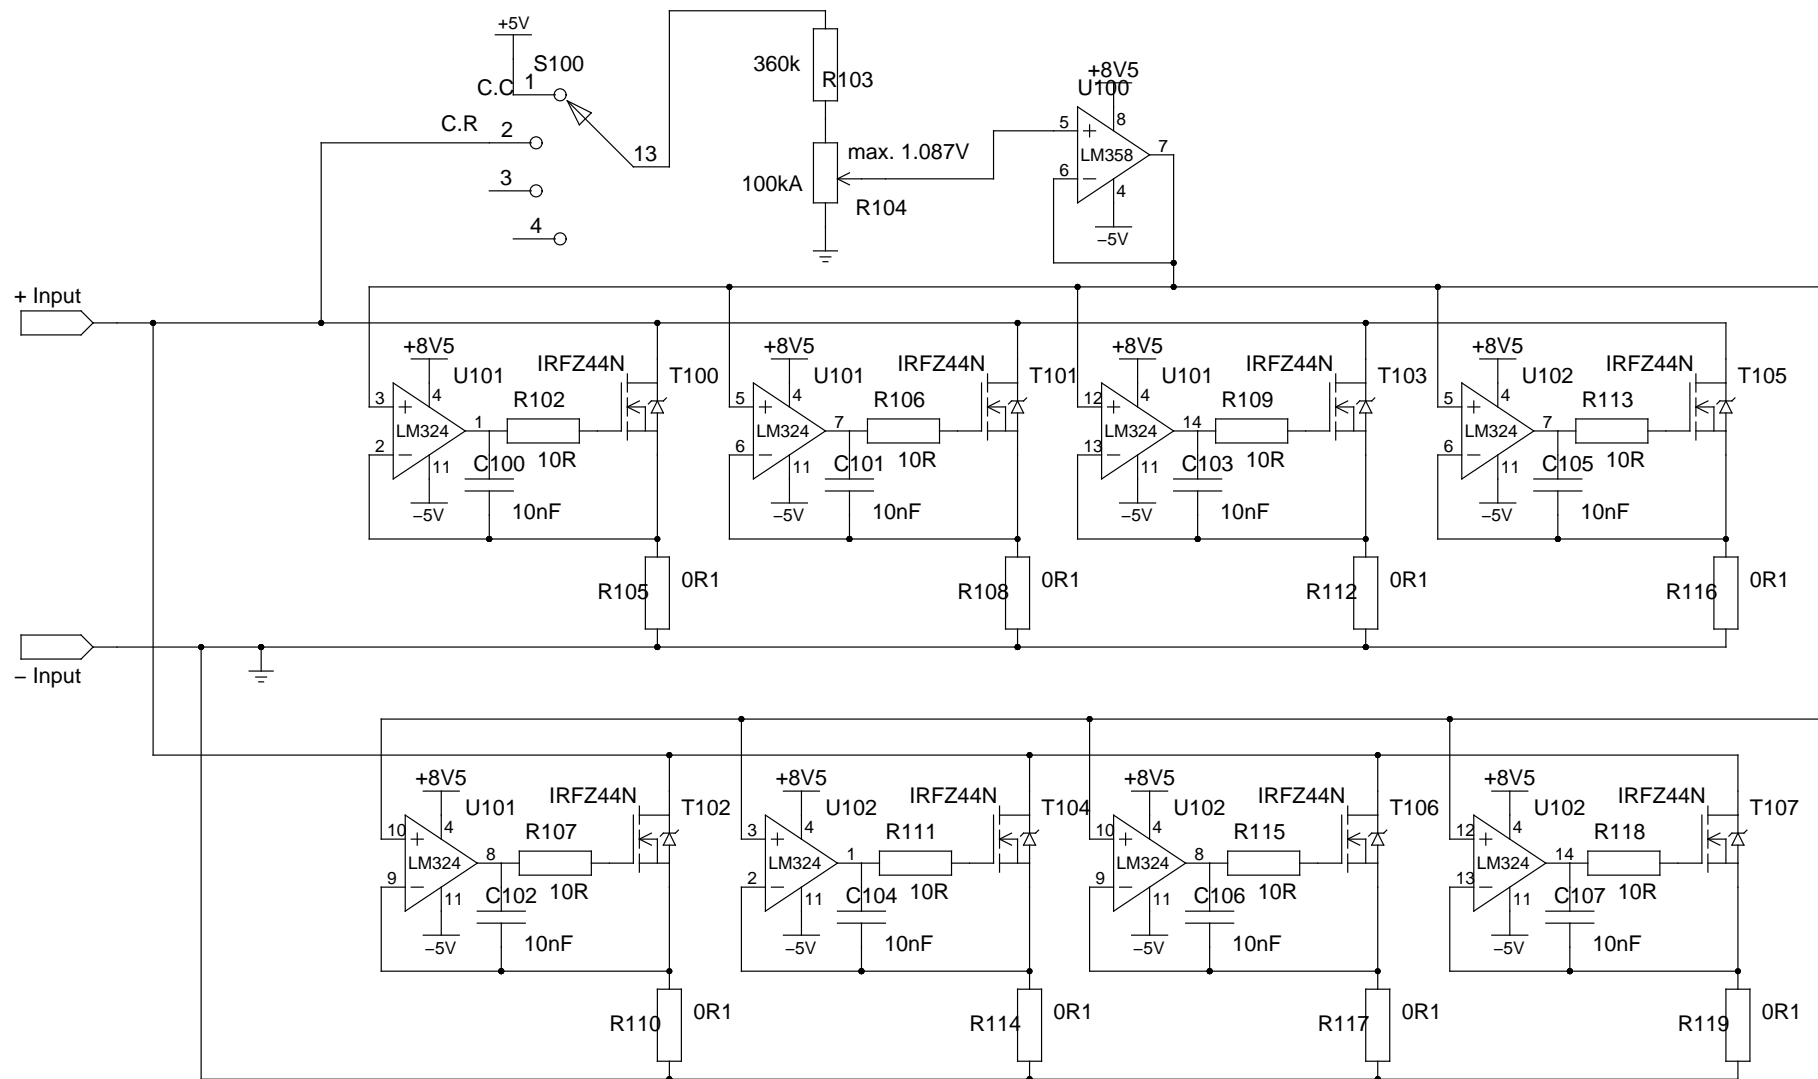 +5V
S100
C.C 1
C.R 2
3
4
13
360k
R103
100kA
max. 1.087V
R104
+8V5
U100
5
8
LM358
7
6
4
–5V
+ Input
+8V5
U101
IRFZ44N
T100
3
4
R102
1
LM324
2
11
C100
10R
–5V
10nF
R105
0R1
+8V5
U101
IRFZ44N
T101
5
4
R106
7
LM324
6
11
C101
10R
–5V
10nF
R108
0R1
+8V5
U101
IRFZ44N
T103
12
4
R109
14
LM324
13
11
C103
10R
–5V
10nF
R112
0R1
+8V5
U102
IRFZ44N
T105
5
4
R113
7
LM324
6
11
C105
10R
–5V
10nF
R116
0R1
– Input
+8V5
U101
IRFZ44N
T102
10
4
R107
8
LM324
9
11
C102
10R
–5V
10nF
R110
0R1
+8V5
U102
IRFZ44N
T104
3
4
R111
1
LM324
2
11
C104
10R
–5V
10nF
R114
0R1
+8V5
U102
IRFZ44N
T106
10
4
R115
8
LM324
9
11
C106
10R
–5V
10nF
R117
0R1
+8V5
U102
IRFZ44N
T107
12
4
R118
14
LM324
13
11
C107
10R
–5V
10nF
R119
0R1